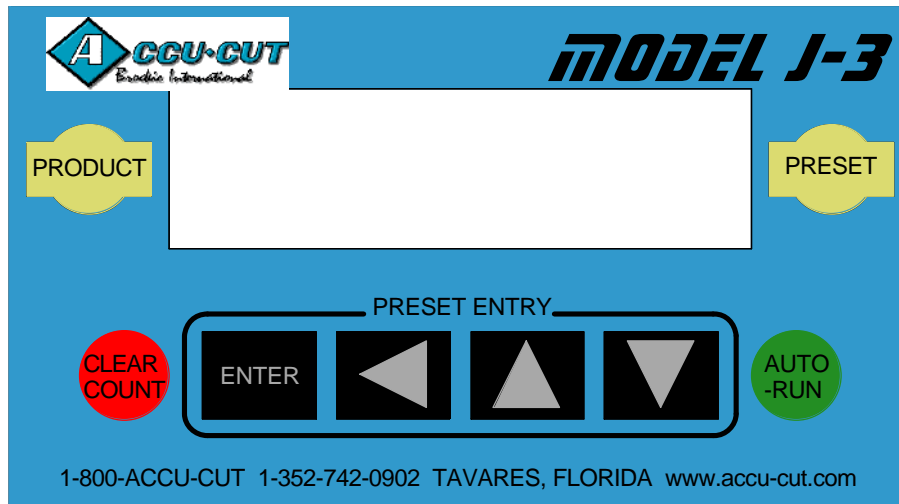 ACCU-CUT
Brodie International
MODEL J-3
PRODUCT
PRESET
PRESET ENTRY
CLEAR
COUNT
ENTER
AUTO
-RUN
1-800-ACCU-CUT 1-352-742-0902 TAVARES, FLORIDA www.accu-cut.com